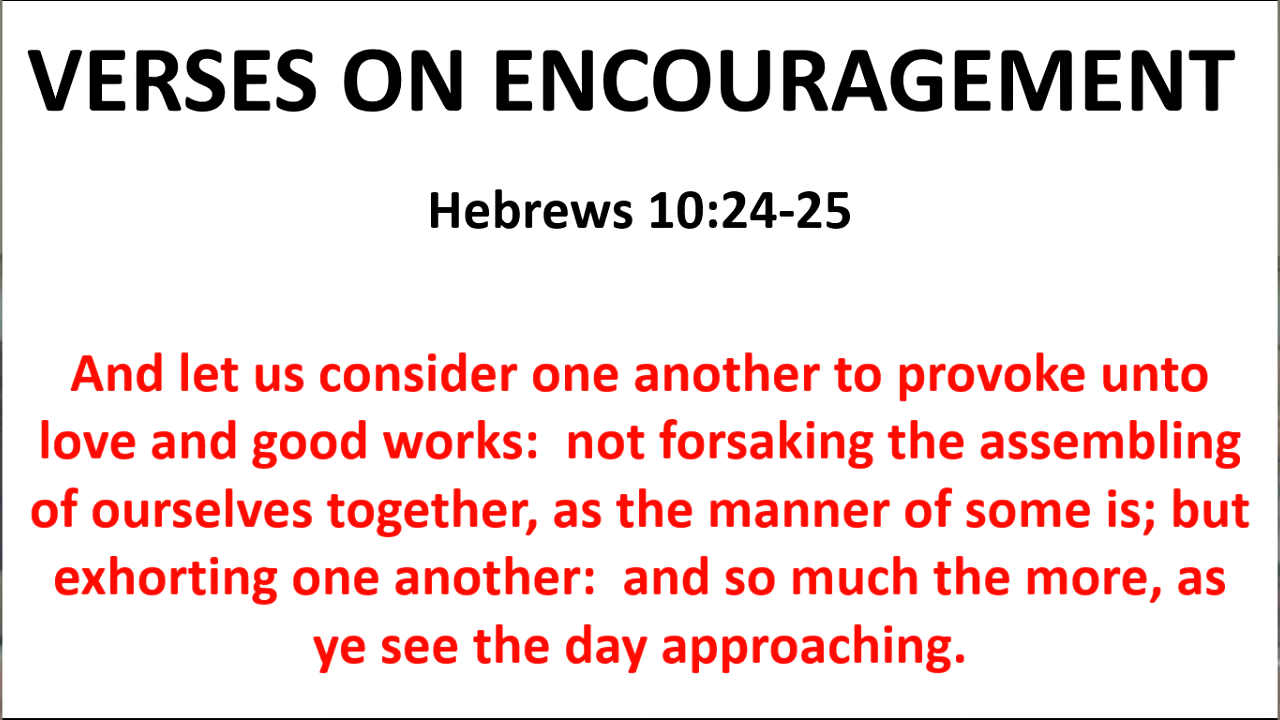 VERSES ON ENCOURAGEMENT
Hebrews 10:24-25
And let us consider one another to provoke unto
love and good works:  not forsaking the assembling
of ourselves together, as the manner of some is; but
exhorting one another:  and so much the more, as
ye see the day approaching.